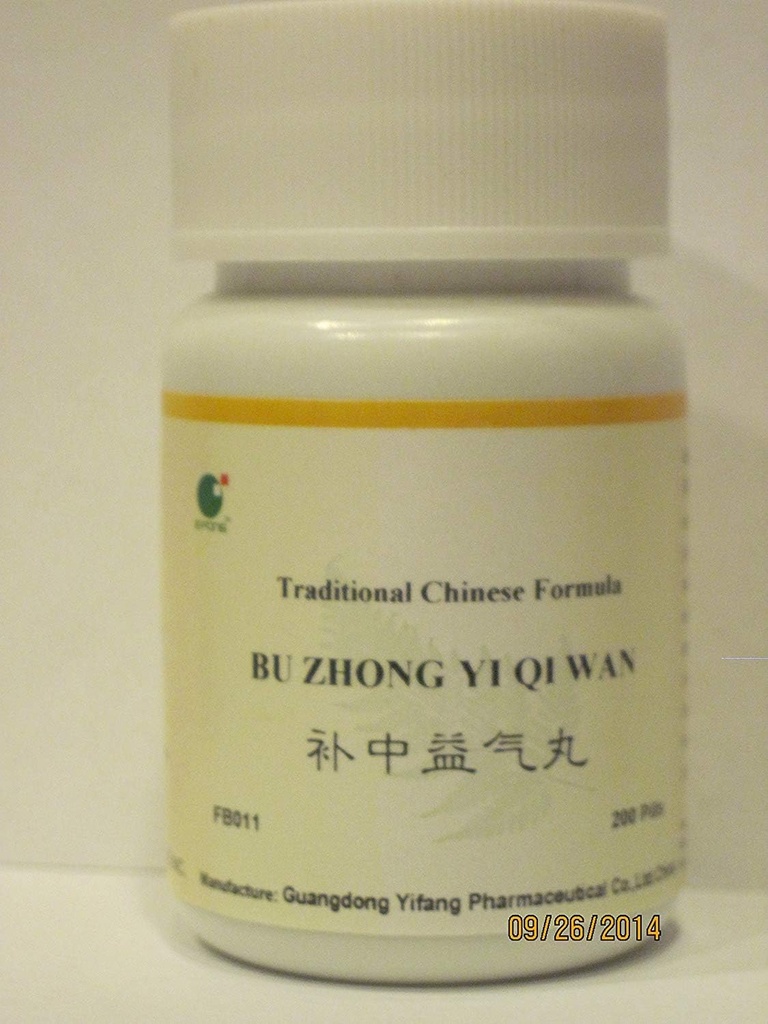 Traditional Chinese Formula
BU ZHONG YI QI WAN
补中益气丸
FB011
200 Pills
Manufacture: Guangdong Yifang Pharmaceutical Co.,Ltd.China
09/26/2014